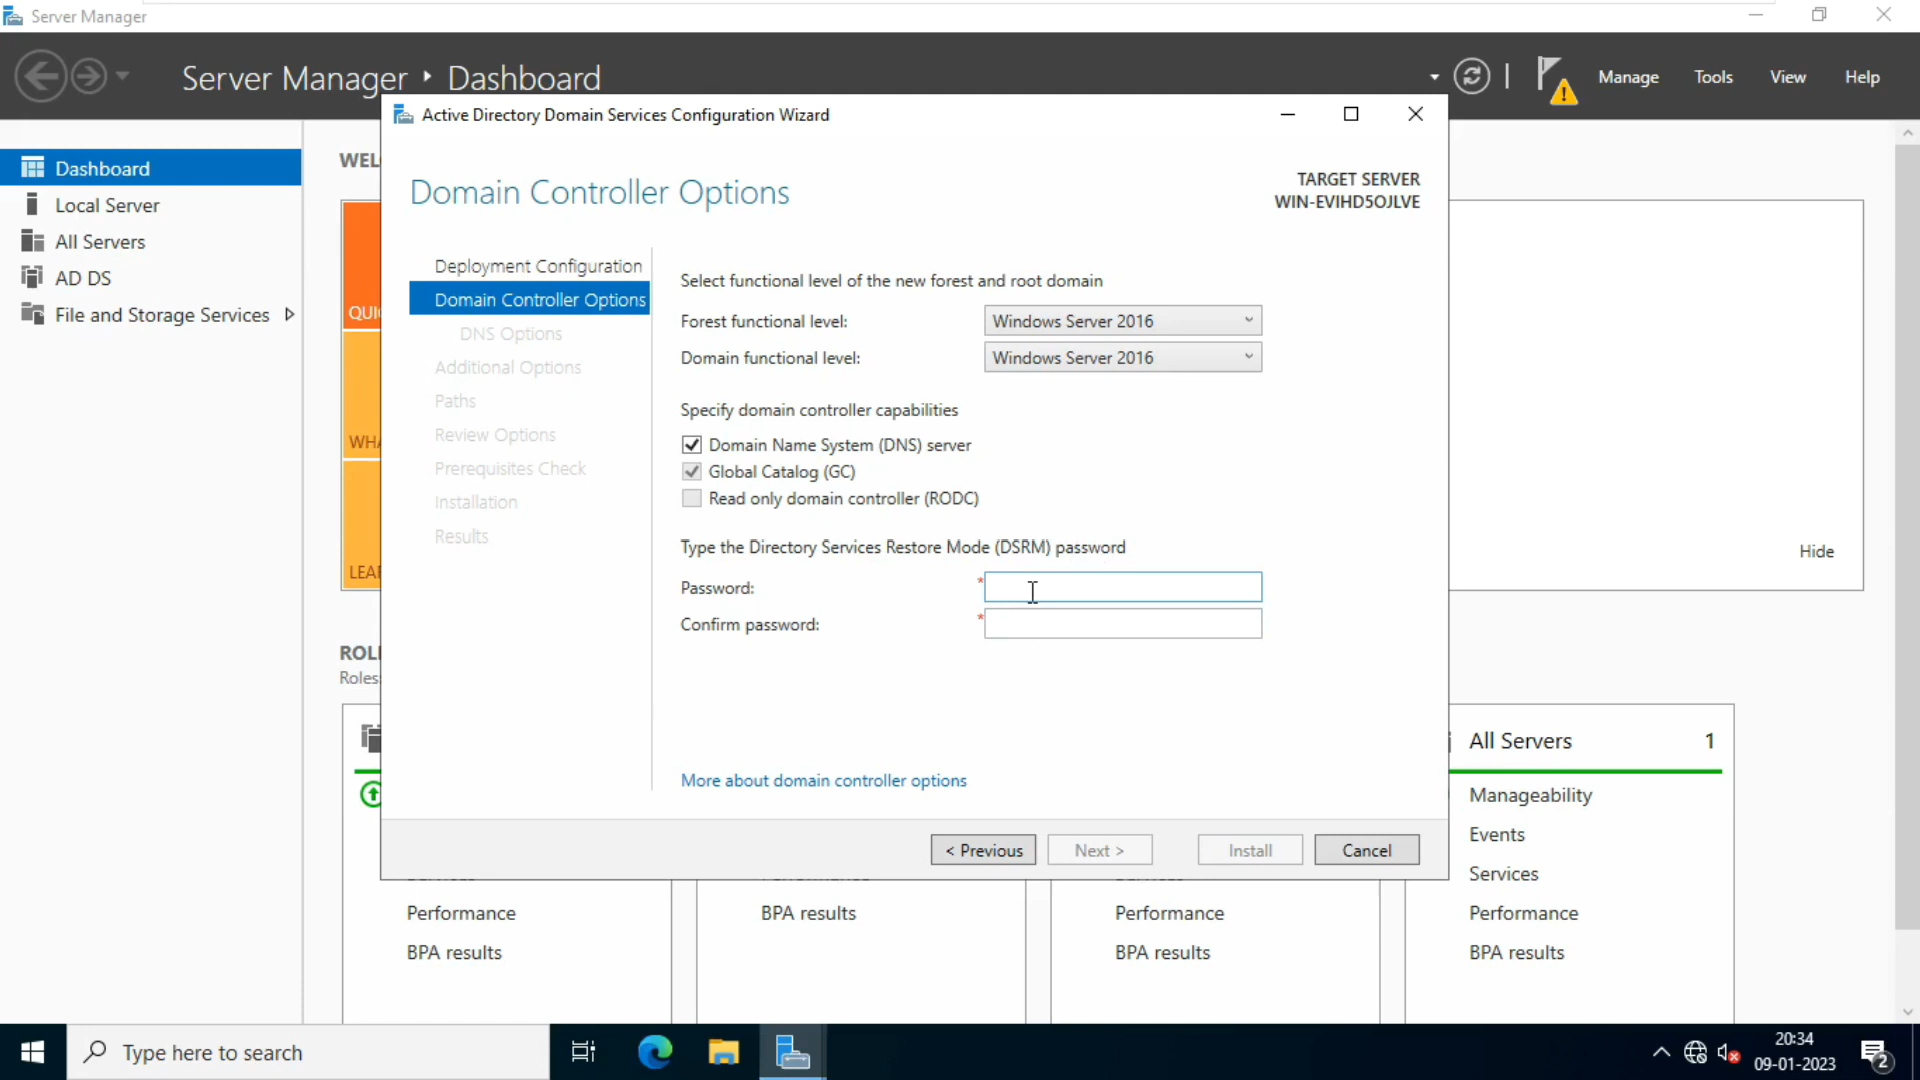 Server Manager
Server Manager ‣ Dashboard
Manage
Tools
View
Help
Dashboard
Local Server
All Servers
AD DS
File and Storage Services
WEL
QUI
WHA
LEAR
Hide
ROL
Roles:
Active Directory Domain Services Configuration Wizard
Domain Controller Options
TARGET SERVER
WIN-EVIHD5OJLVE
Deployment Configuration
Domain Controller Options
DNS Options
Additional Options
Paths
Review Options
Prerequisites Check
Installation
Results
Select functional level of the new forest and root domain
Forest functional level: Windows Server 2016
Domain functional level: Windows Server 2016
Specify domain controller capabilities
Domain Name System (DNS) server
Global Catalog (GC)
Read only domain controller (RODC)
Type the Directory Services Restore Mode (DSRM) password
Password: *
Confirm password: *
More about domain controller options
< Previous
Next >
Install
Cancel
Performance
BPA results
BPA results
Performance
BPA results
All Servers 1
Manageability
Events
Services
Performance
BPA results
Type here to search
20:34
09-01-2023
2